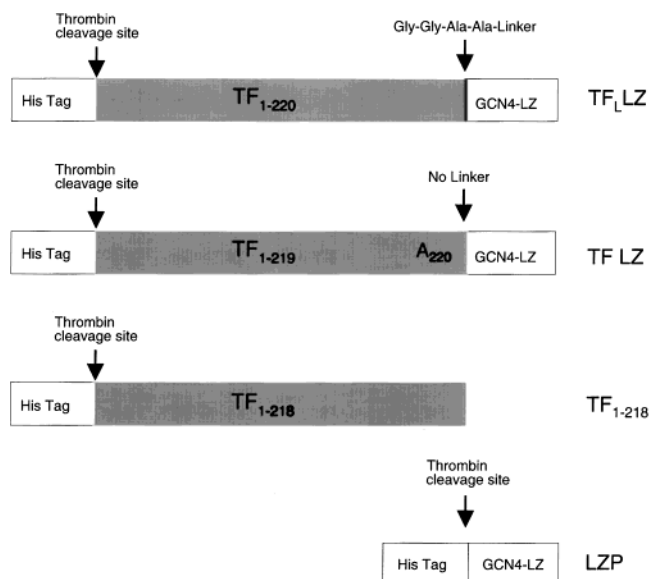 Thrombin
cleavage site
Gly-Gly-Ala-Ala-Linker
His Tag
TF1-220
GCN4-LZ
TFLLZ
Thrombin
cleavage site
No Linker
His Tag
TF1-219
A220
GCN4-LZ
TF LZ
Thrombin
cleavage site
His Tag
TF1-218
TF1-218
Thrombin
cleavage site
His Tag
GCN4-LZ
LZP